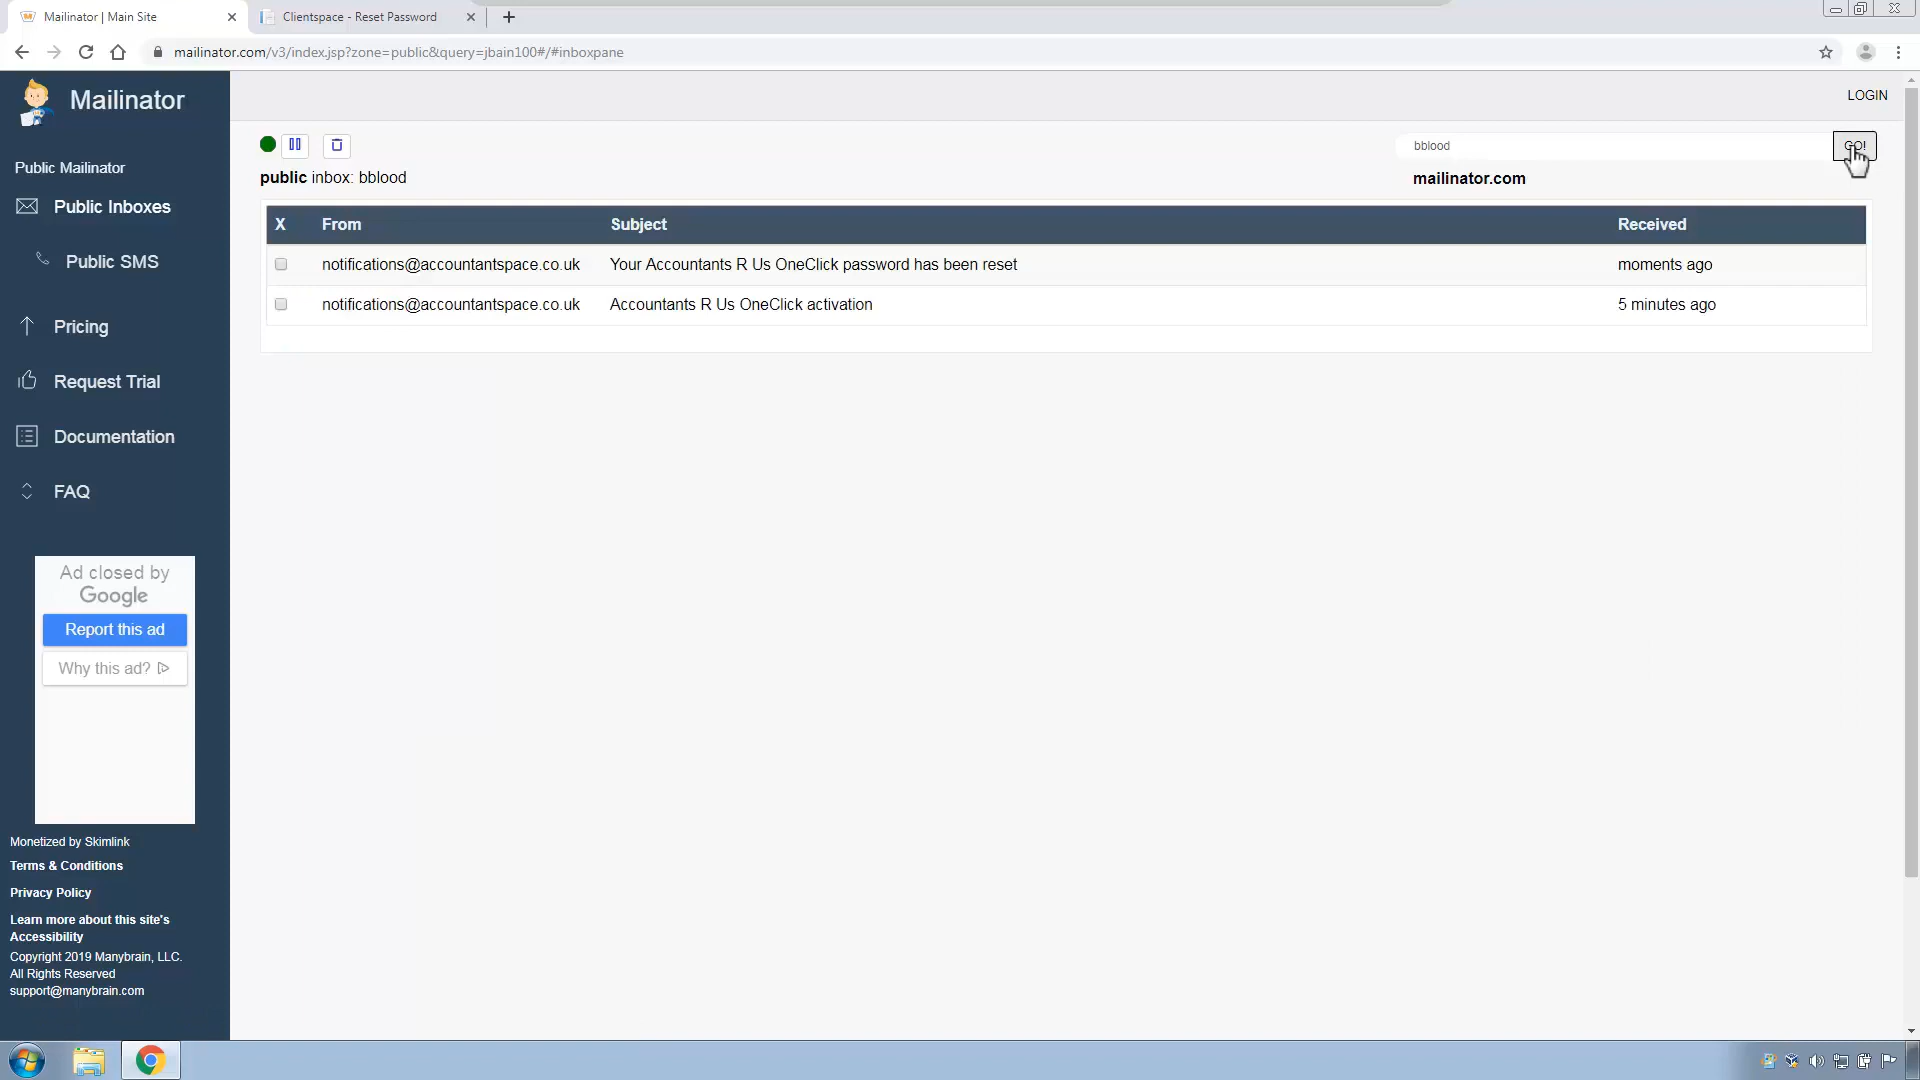 Mailinator | Main Site
Clientspace - Reset Password
mailinator.com/v3/index.jsp?zone=public&query=jbain100#/#inboxpane
Mailinator
LOGIN
bblood
GO!
public inbox: bblood
mailinator.com
Public Mailinator
Public Inboxes
Public SMS
Pricing
Request Trial
Documentation
FAQ
X From Subject Received
notifications@accountantspace.co.uk Your Accountants R Us OneClick password has been reset moments ago
notifications@accountantspace.co.uk Accountants R Us OneClick activation 5 minutes ago
Ad closed by
Google
Report this ad
Why this ad?
Monetized by Skimlink
Terms & Conditions
Privacy Policy
Learn more about this site's
Accessibility
Copyright 2019 Manybrain, LLC.
All Rights Reserved
support@manybrain.com